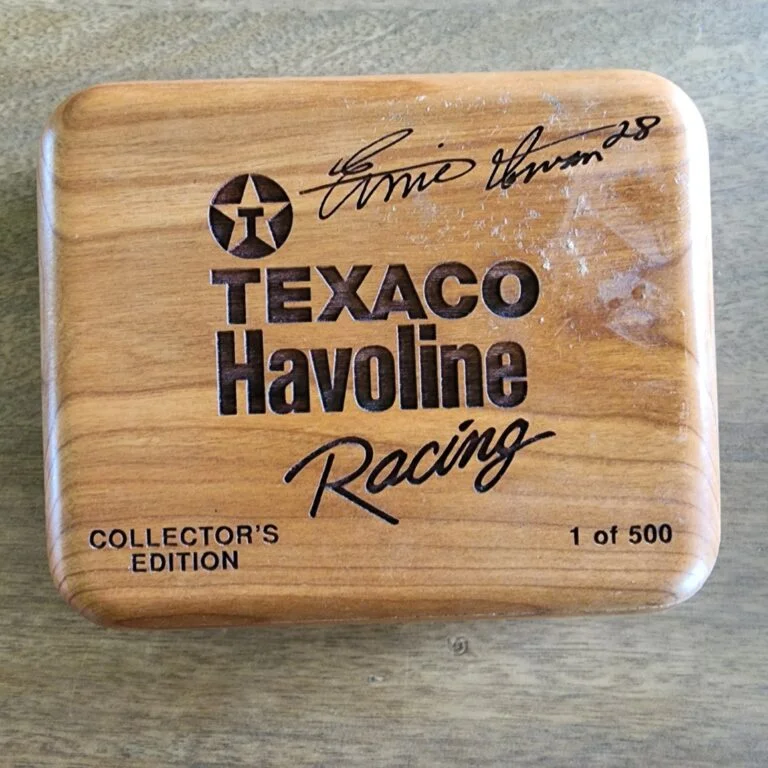 Ernie Irvan 28
T
TEXACO
Havoline
Racing
COLLECTOR'S
EDITION
1 of 500